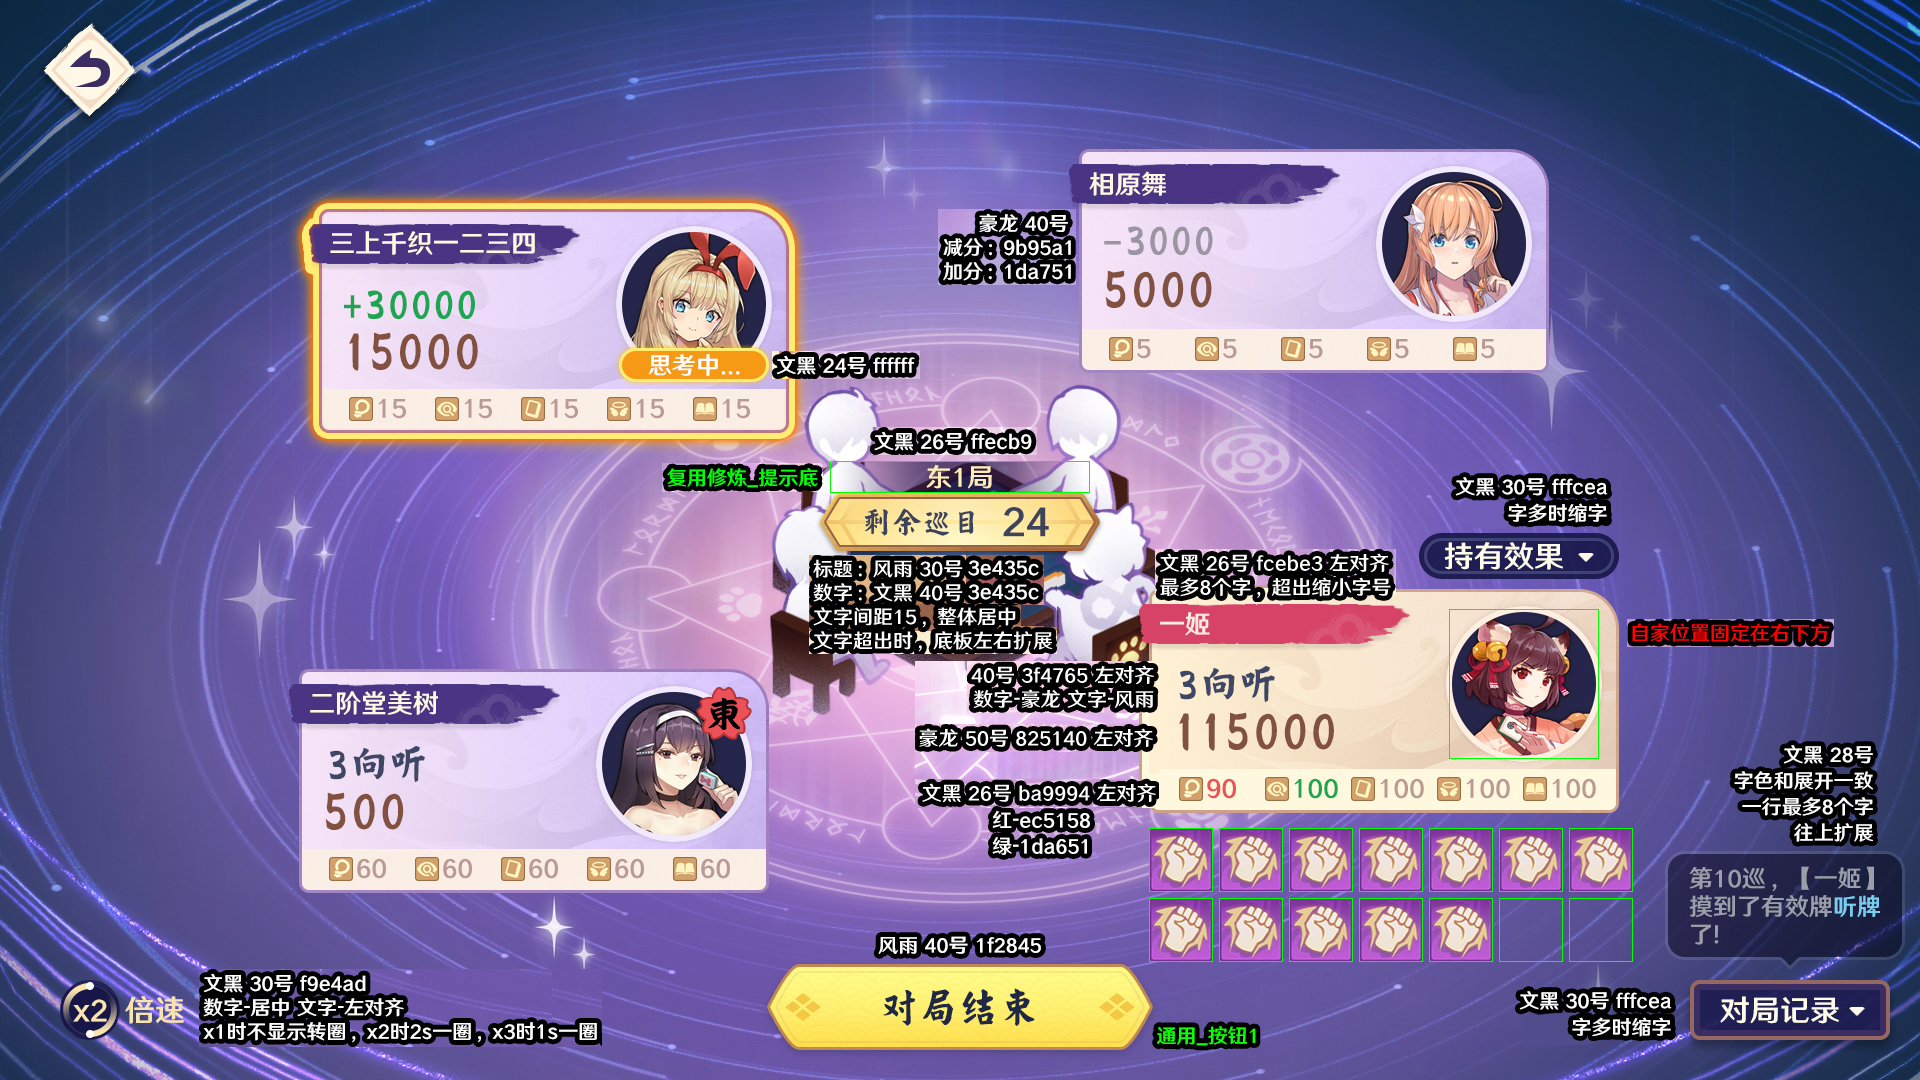 相原舞
豪龙 40号
减分：9b95a1
加分：1da751
-3000
5000
5
5
5
5
5
三上千织一二三四
+30000
15000
思考中...
文黑 24号 ffffff
15
15
15
15
15
文黑 26号 ffecb9
复用修炼_提示底
东1局
剩余巡目 24
标题：风雨 30号 3e435c
数字：文黑 40号 3e435c
文字间距15，整体居中
文字超出时，底板左右扩展
文黑 30号 fffcea
字多时缩字
持有效果
文黑 26号 fcebe3 左对齐
最多8个字，超出缩小字号
一姬
自家位置固定在右下方
40号 3f4765 左对齐
数字-豪龙·文字-风雨
3向听
豪龙 50号 825140 左对齐
115000
文黑 26号 ba9994 左对齐
红-ec5158
绿-1da651
90
100
100
100
100
二阶堂美树
東
3向听
500
60
60
60
60
60
文黑 28号
字色和展开一致
一行最多8个字
往上扩展
第10巡，【一姬】
摸到了有效牌听牌
了!
风雨 40号 1f2845
对局结束
通用_按钮1
x2
倍速
文黑 30号 f9e4ad
数字-居中 文字-左对齐
x1时不显示转圈，x2时2s一圈，x3时1s一圈
文黑 30号 fffcea
字多时缩字
对局记录